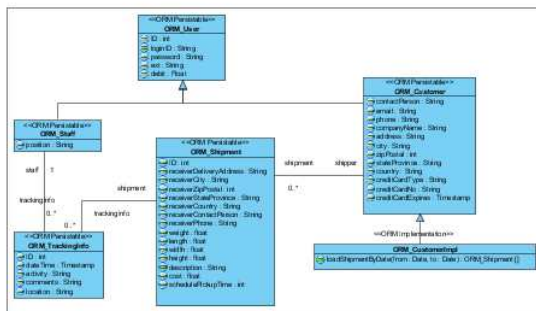 <<ORM Persistable>>
ORM_User
ID : int
loginID : String
password : String
ext : String
debit : Float
<<ORM Persistable>>
ORM_Staff
position : String
<<ORM Persistable>>
ORM_Shipment
ID : int
receiverDeliveryAddress : String
receiverCity : String
receiverZipPostal : int
receiverStateProvince : String
receiverCountry : String
receiverContactPerson : String
receiverPhone : String
weight : float
length : float
width : float
height : float
description : String
cost : float
schedulePickupTime : int
<<ORM Persistable>>
ORM_Customer
contactPerson : String
email : String
phone : String
companyName : String
address : String
city : String
zipPostal : int
stateProvince : String
country : String
creditCardType : String
creditCardNo : String
creditCardExpires : Timestamp
staff
trackingInfo
0..*
shipment
trackingInfo
0..*
shipment
shipper
0..*
<<ORM Persistable>>
ORM_TrackingInfo
ID : int
dateTime : Timestamp
activity : String
comments : String
location : String
<<ORM Implementation>>
ORM_CustomerImpl
loadShipmentByDate(from : Date, to : Date) : ORM_Shipment[]